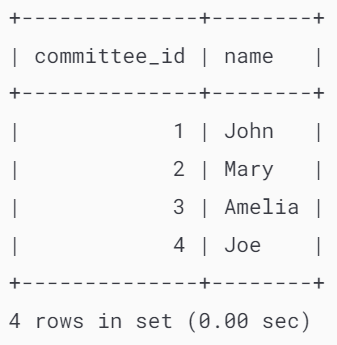 +--------------+--------+
| committee_id | name   |
+--------------+--------+
|            1 | John   |
|            2 | Mary   |
|            3 | Amelia |
|            4 | Joe    |
+--------------+--------+
4 rows in set (0.00 sec)